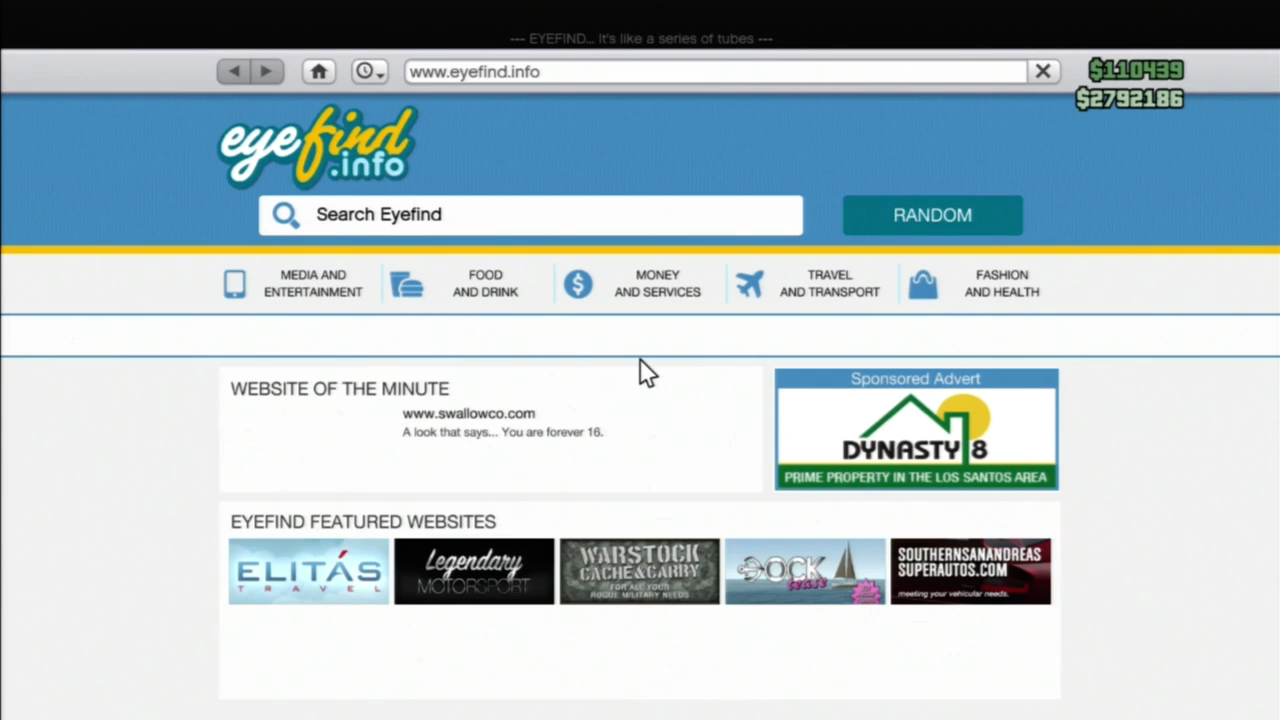 --- EYEFIND... It's like a series of tubes ---
www.eyefind.info
$110439
$2792186
eyefind
.info
Search Eyefind
RANDOM
MEDIA AND
ENTERTAINMENT
FOOD
AND DRINK
MONEY
AND SERVICES
TRAVEL
AND TRANSPORT
FASHION
AND HEALTH
WEBSITE OF THE MINUTE
www.swallowco.com
A look that says... You are forever 16.
Sponsored Advert
DYNASTY 8
PRIME PROPERTY IN THE LOS SANTOS AREA
EYEFIND FEATURED WEBSITES
ELITÁS
TRAVEL
Legendary
MOTORSPORT
WARSTOCK
CACHE & CARRY
FOR ALL YOUR
ROGUE MILITARY NEEDS
DOCK
tease
SOUTHERNSANANDREAS
SUPERAUTOS.COM
meeting your vehicular needs.